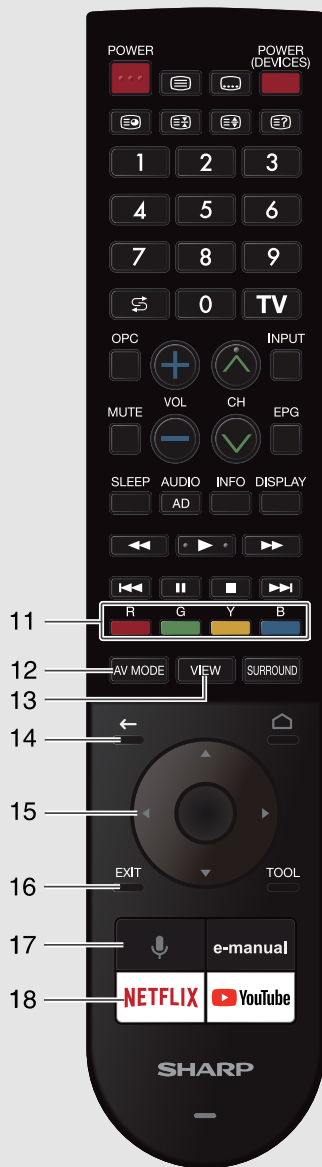 POWER
POWER
(DEVICES)
1 2 3
4 5 6
7 8 9
0 TV
OPC
INPUT
VOL
CH
MUTE
EPG
SLEEP AUDIO INFO DISPLAY
AD
R G Y B
11
AV MODE VIEW SURROUND
12
13
14
15
EXIT TOOL
16
17
e-manual
18
NETFLIX YouTube
SHARP